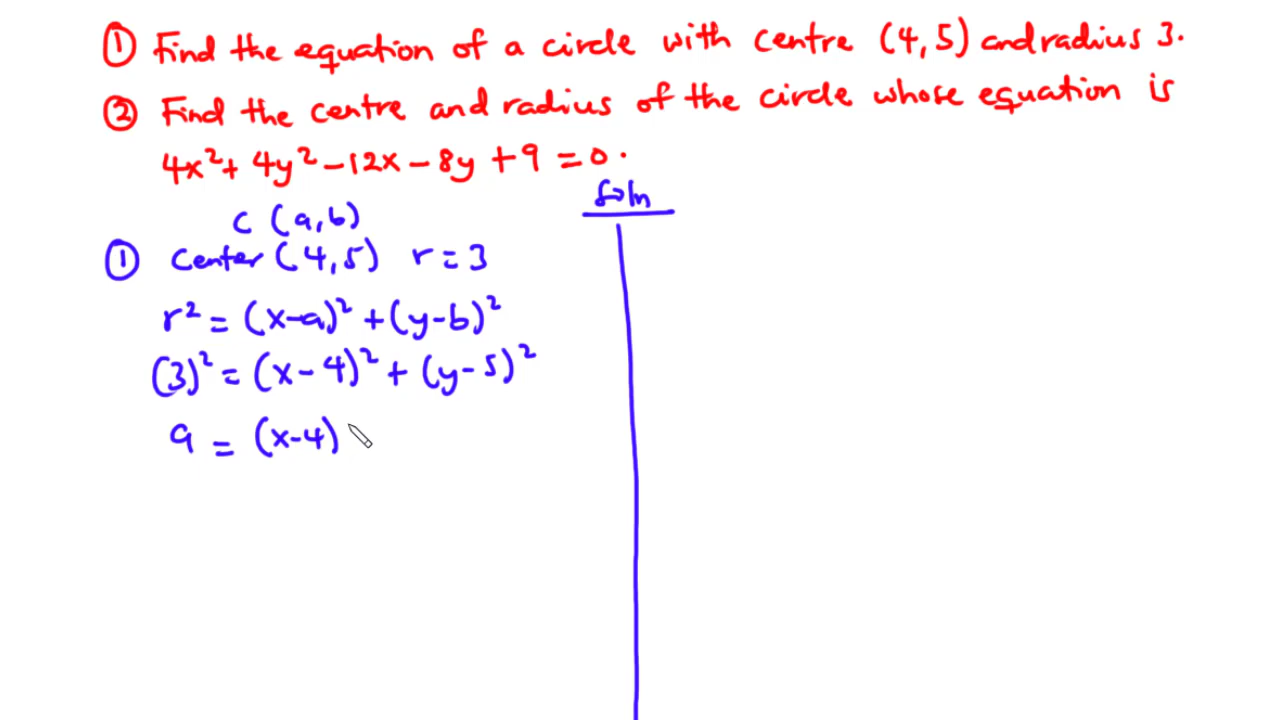 ① Find the equation of a circle with centre (4,5) and radius 3.
② Find the centre and radius of the circle whose equation is
4x² + 4y² - 12x - 8y + 9 = 0.
Soln
C (a,b)
① Center (4,5) r = 3
r² = (x-a)² + (y-b)²
(3)² = (x - 4)² + (y - 5)²
9 = (x-4)